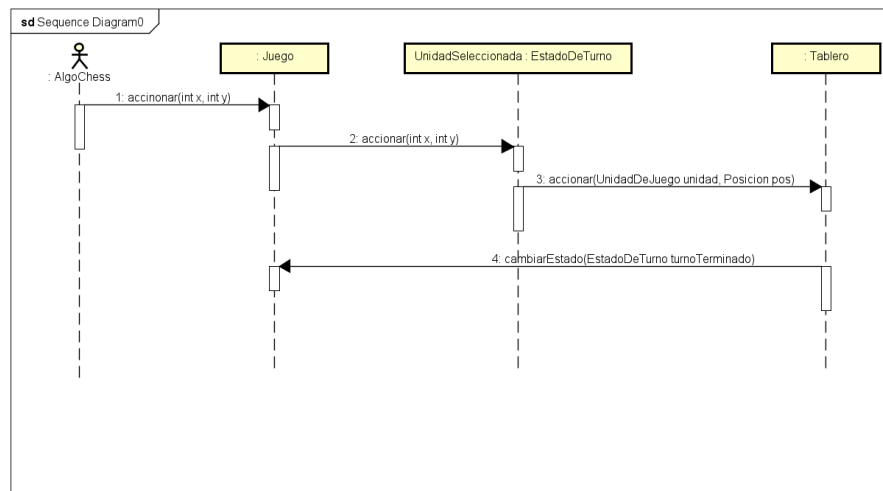 sd Sequence Diagram0
: AlgoChess
: Juego
UnidadSeleccionada : EstadoDeTurno
: Tablero
1: accinonar(int x, int y)
2: accionar(int x, int y)
3: accionar(UnidadDeJuego unidad, Posicion pos)
4: cambiarEstado(EstadoDeTurno turnoTerminado)